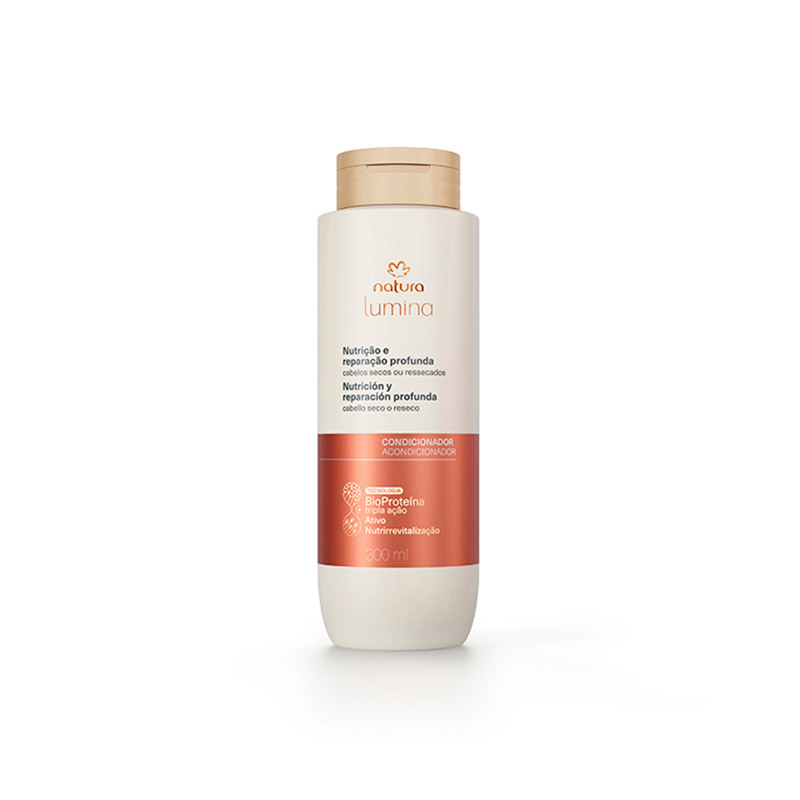 natura
lumina
Nutrição e
reparação profunda
cabelos secos ou ressecados
Nutrición y
reparación profunda
cabello seco o reseco
CONDICIONADOR
ACONDICIONADOR
TECNOLOGIA
BioProteína
tripla ação
+
Ativo
Nutrirrevitalização
300 ml